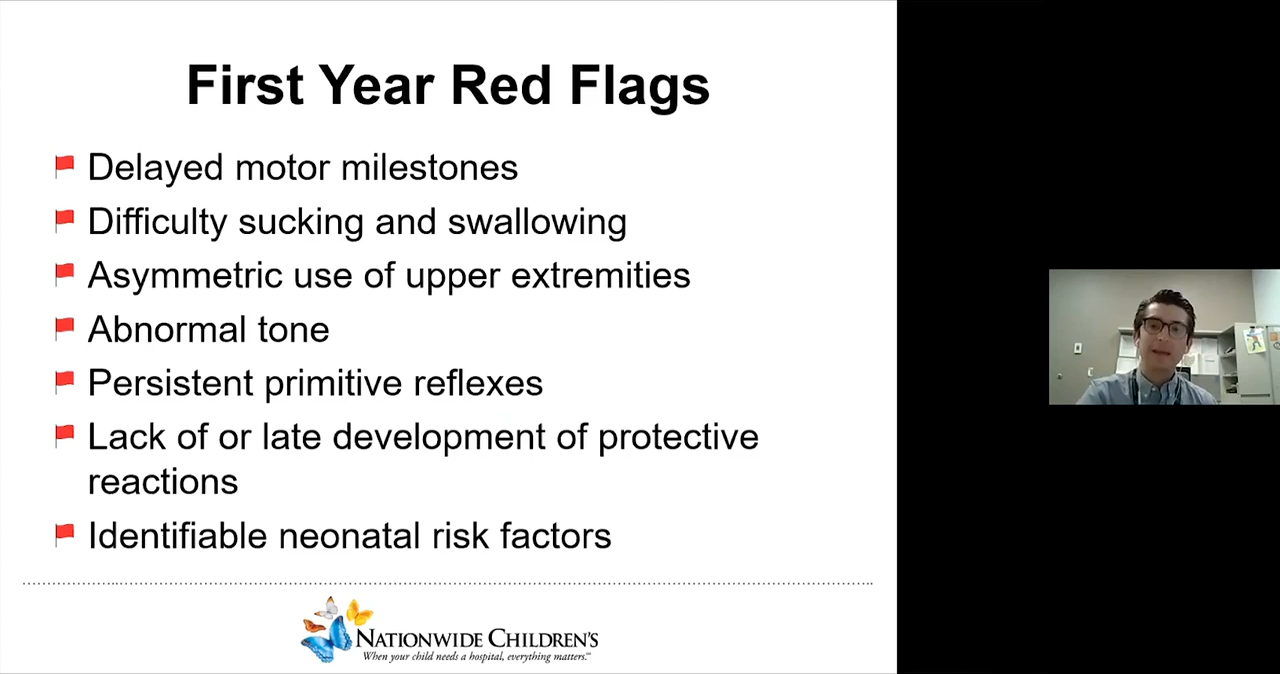 First Year Red Flags
Delayed motor milestones
Difficulty sucking and swallowing
Asymmetric use of upper extremities
Abnormal tone
Persistent primitive reflexes
Lack of or late development of protective
reactions
Identifiable neonatal risk factors
NATIONWIDE CHILDREN'S
When your child needs a hospital, everything matters.℠